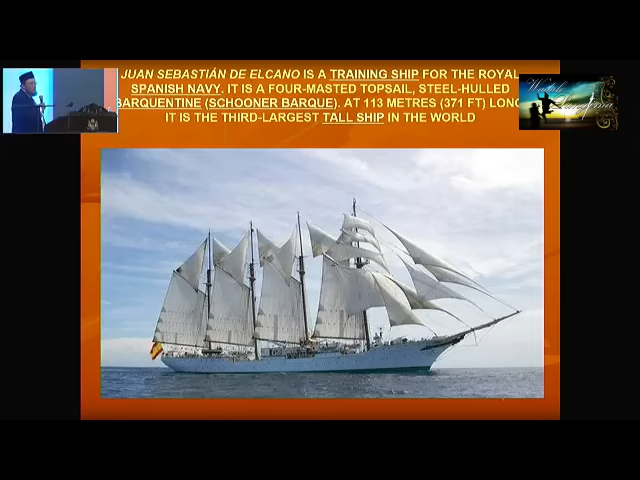 JUAN SEBASTIÁN DE ELCANO IS A TRAINING SHIP FOR THE ROYAL
SPANISH NAVY. IT IS A FOUR-MASTED TOPSAIL, STEEL-HULLED
BARQUENTINE (SCHOONER BARQUE). AT 113 METRES (371 FT) LONG
IT IS THE THIRD-LARGEST TALL SHIP IN THE WORLD